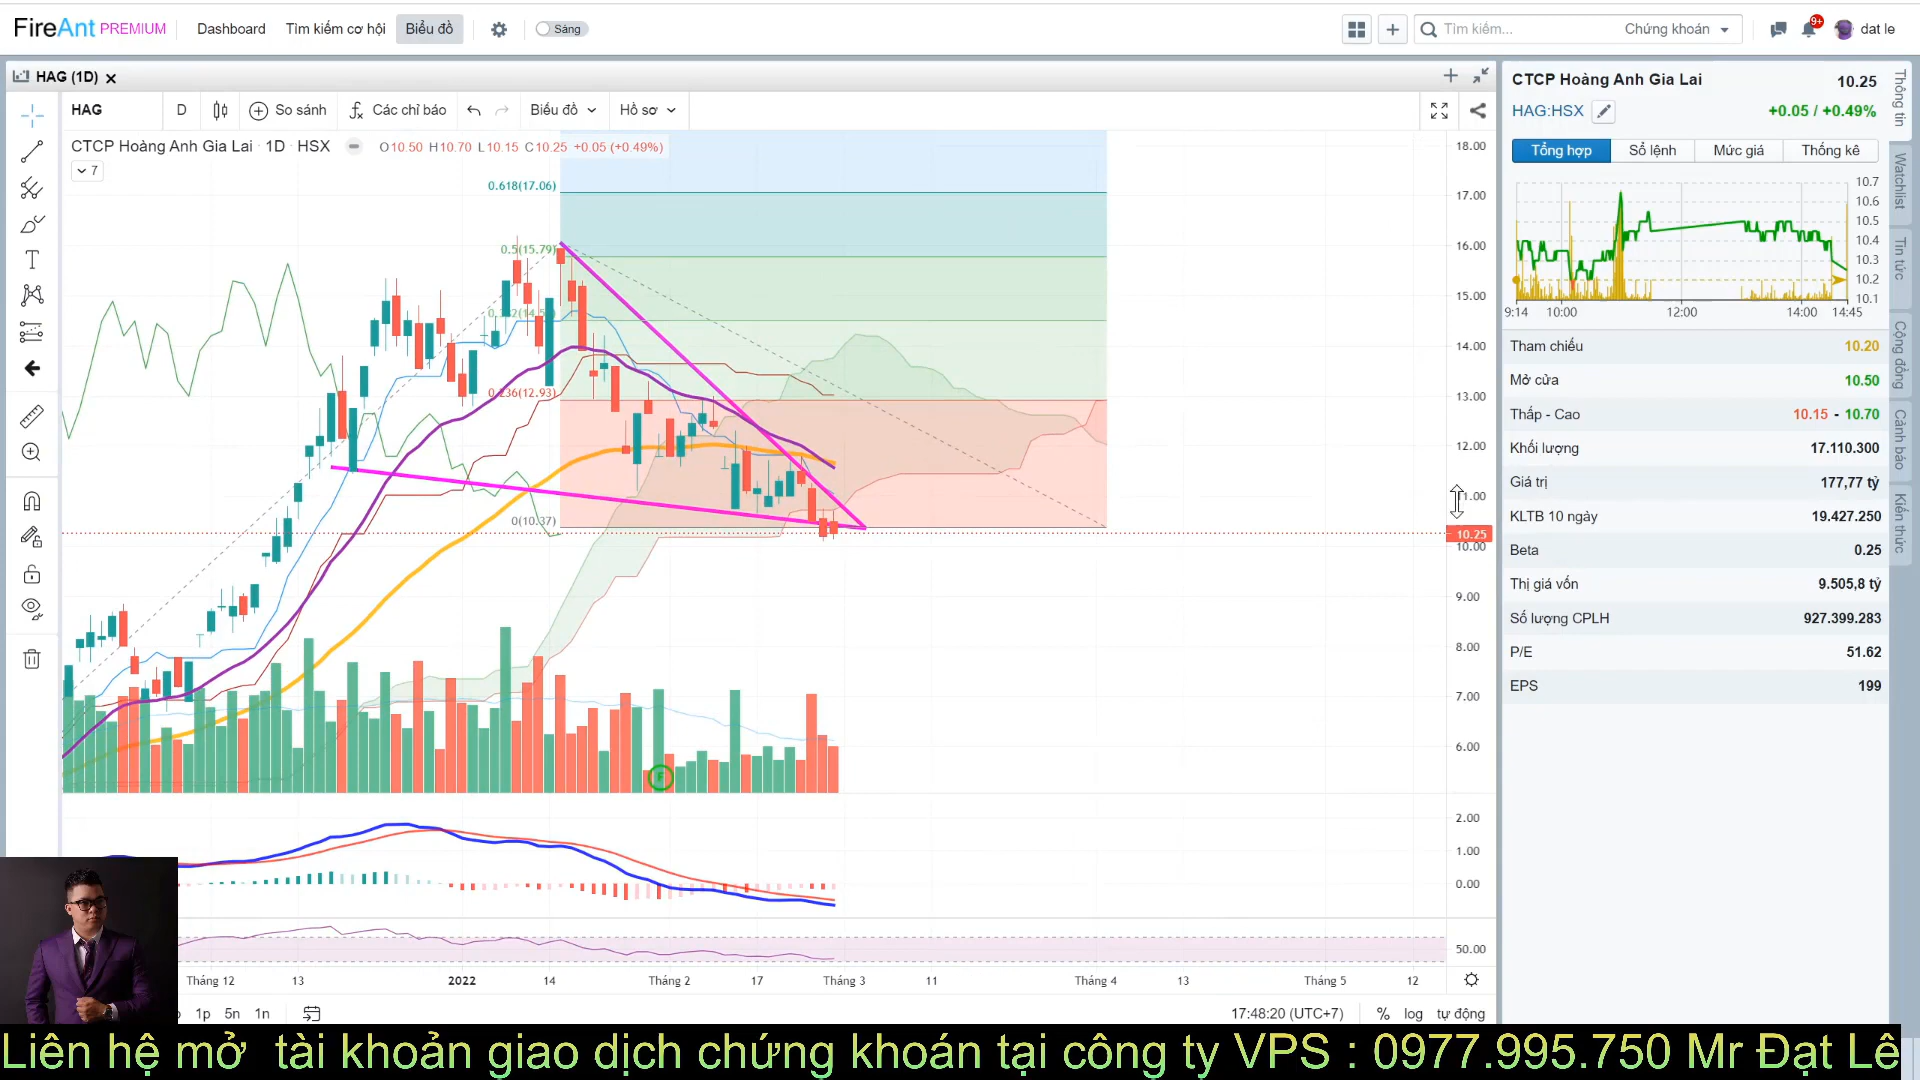 FireAnt PREMIUM Dashboard Tìm kiếm cơ hội Biểu đồ Sáng Tìm kiếm... Chứng khoán 9+ dat le
HAG (1D)
HAG D So sánh Các chỉ báo Biểu đồ Hồ sơ
CTCP Hoàng Anh Gia Lai 1D HSX O10.50 H10.70 L10.15 C10.25 +0.05 (+0.49%)
7
0.618(17.06)
0.5(15.79)
0.236(12.93)
0(10.37)
18.00
17.00
16.00
15.00
14.00
13.00
12.00
11.00
10.25
10.00
9.00
8.00
7.00
6.00
F
2.00
1.00
0.00
50.00
Tháng 12 13 2022 14 Tháng 2 17 Tháng 3 11 Tháng 4 13 Tháng 5 12
1p 5n 1n 17:48:20 (UTC+7) % log tự động
CTCP Hoàng Anh Gia Lai 10.25
HAG:HSX +0.05 / +0.49%
Tổng hợp Sổ lệnh Mức giá Thống kê
10.7
10.6
10.5
10.4
10.3
10.2
10.1
9:14 10:00 12:00 14:00 14:45
Tham chiếu 10.20
Mở cửa 10.50
Thấp - Cao 10.15 - 10.70
Khối lượng 17.110.300
Giá trị 177,77 tỷ
KLTB 10 ngày 19.427.250
Beta 0.25
Thị giá vốn 9.505,8 tỷ
Số lượng CPLH 927.399.283
P/E 51.62
EPS 199
Thông tin
Watchlist
Tin tức
Cộng đồng
Cảnh báo
Kiến thức
Liên hệ mở tài khoản giao dịch chứng khoán tại công ty VPS : 0977.995.750 Mr Đạt Lê